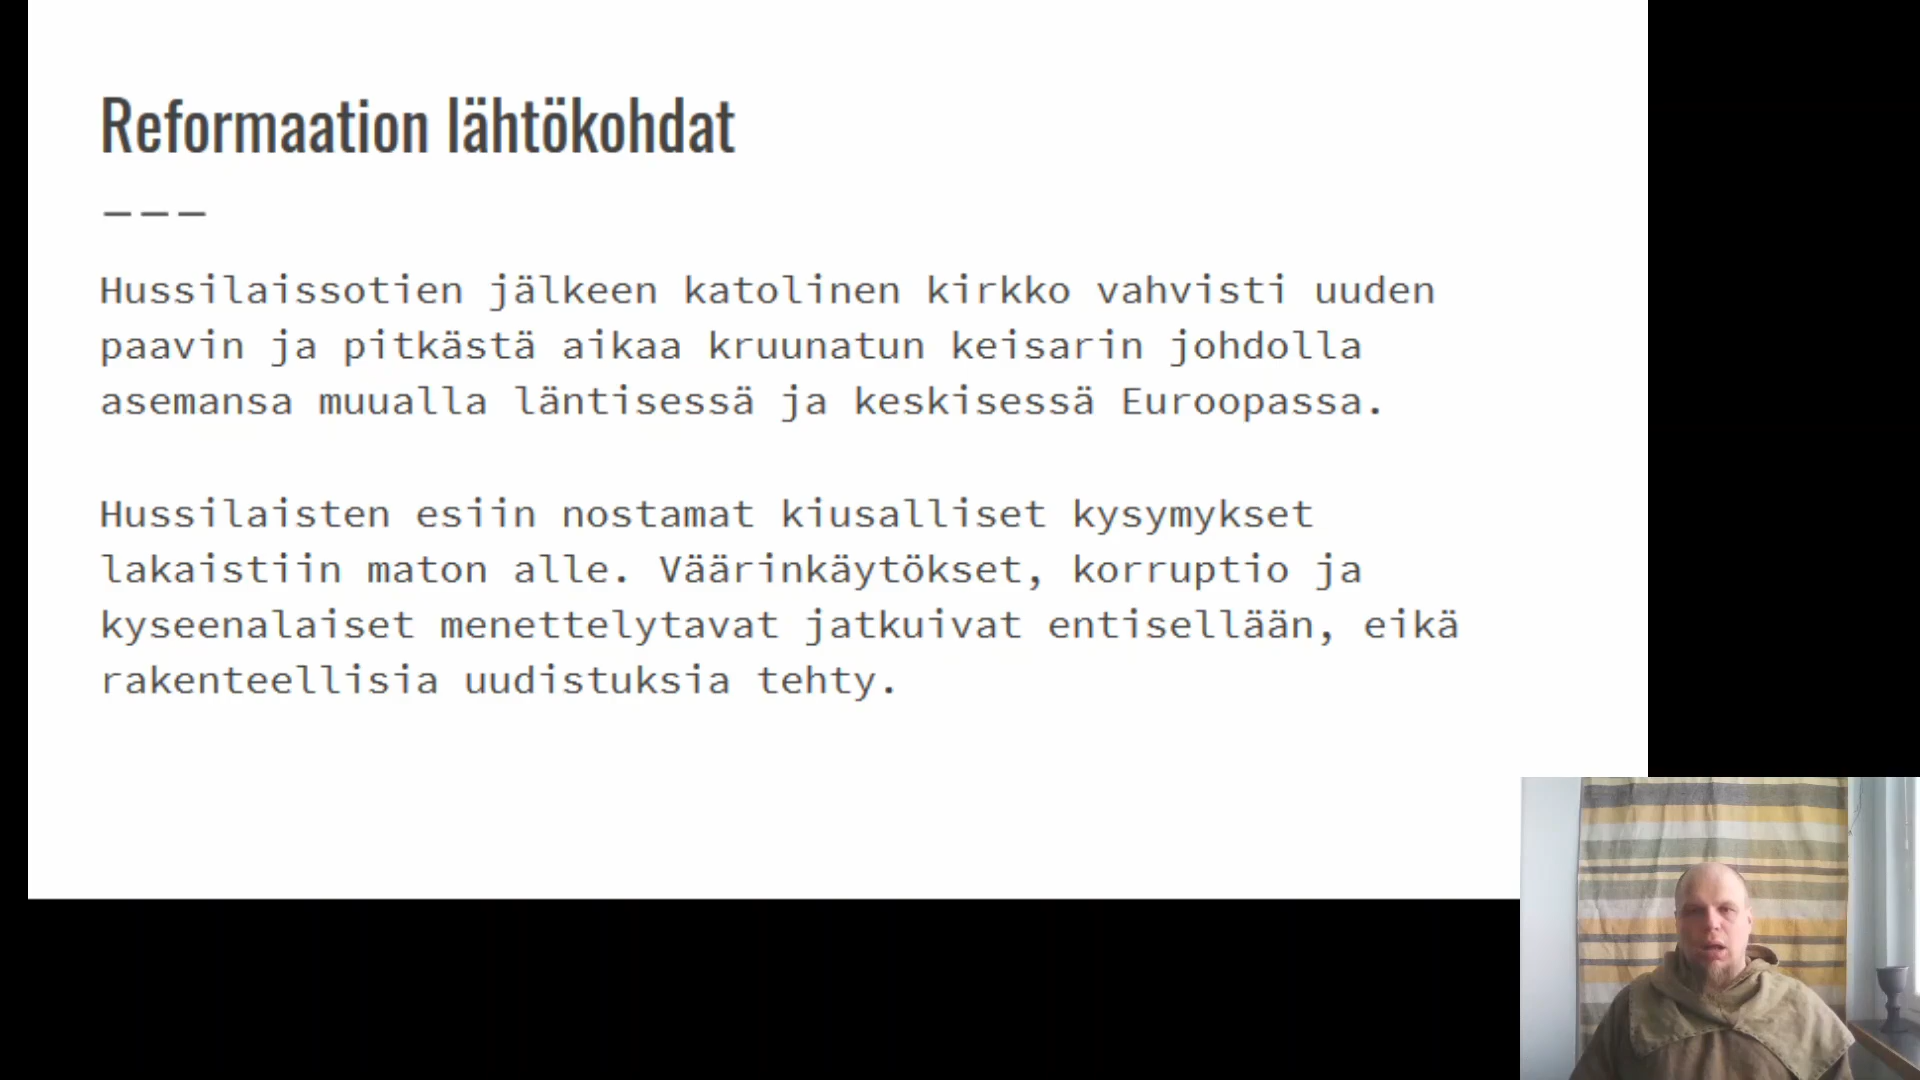 Reformaation lähtökohdat
———
Hussilaissotien jälkeen katolinen kirkko vahvisti uuden
paavin ja pitkästä aikaa kruunatun keisarin johdolla
asemansa muualla läntisessä ja keskisessä Euroopassa.
Hussilaisten esiin nostamat kiusalliset kysymykset
lakaistiin maton alle. Väärinkäytökset, korruptio ja
kyseenalaiset menettelytavat jatkuivat entisellään, eikä
rakenteellisia uudistuksia tehty.